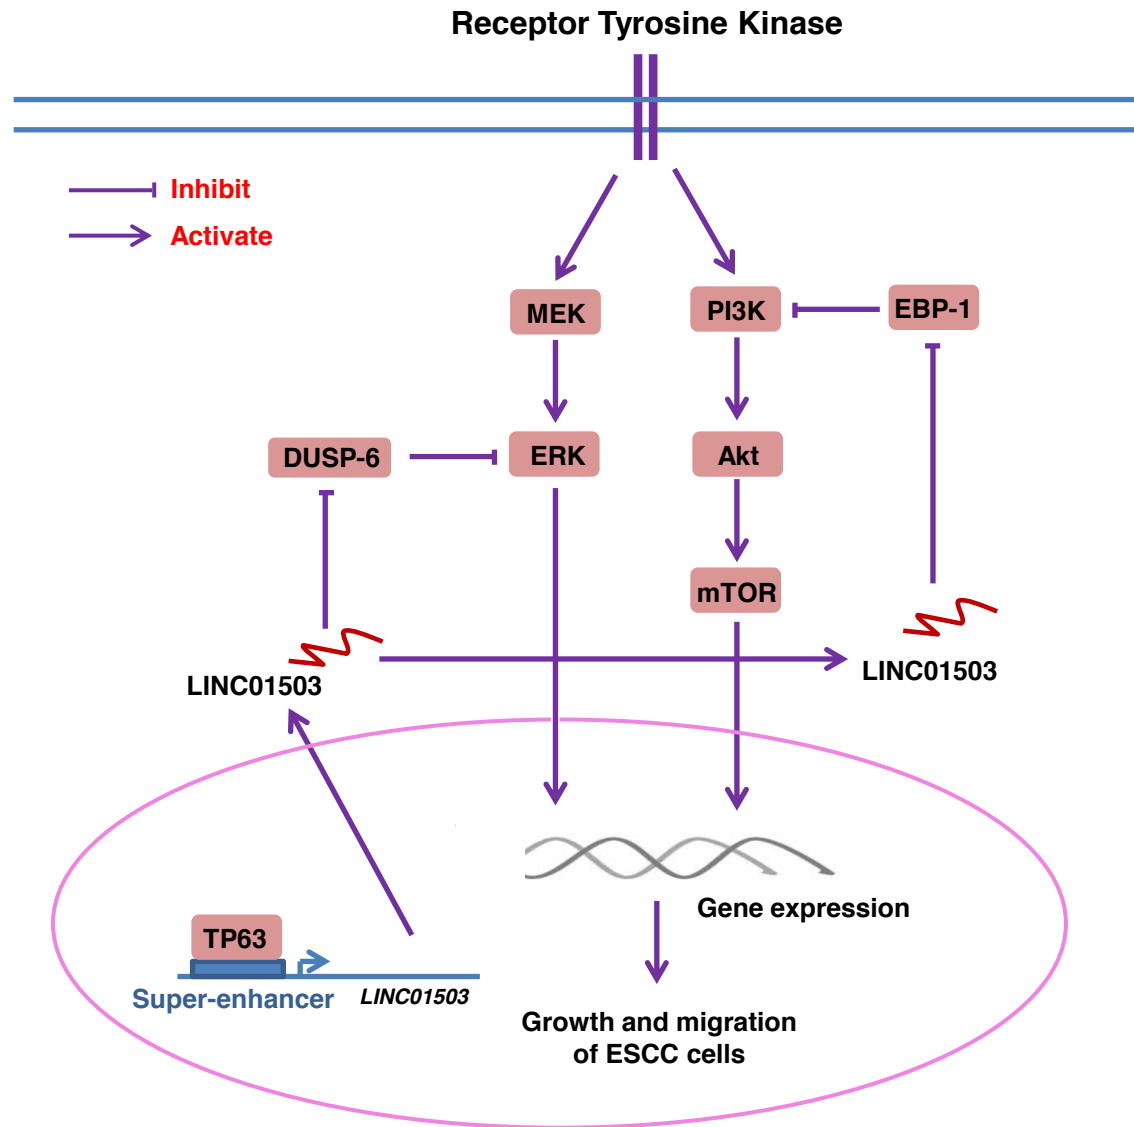 Receptor Tyrosine Kinase
Inhibit
Activate
MEK
PI3K
EBP-1
DUSP-6
ERK
Akt
mTOR
LINC01503
LINC01503
Gene expression
TP63
Super-enhancer
LINC01503
Growth and migration
of ESCC cells